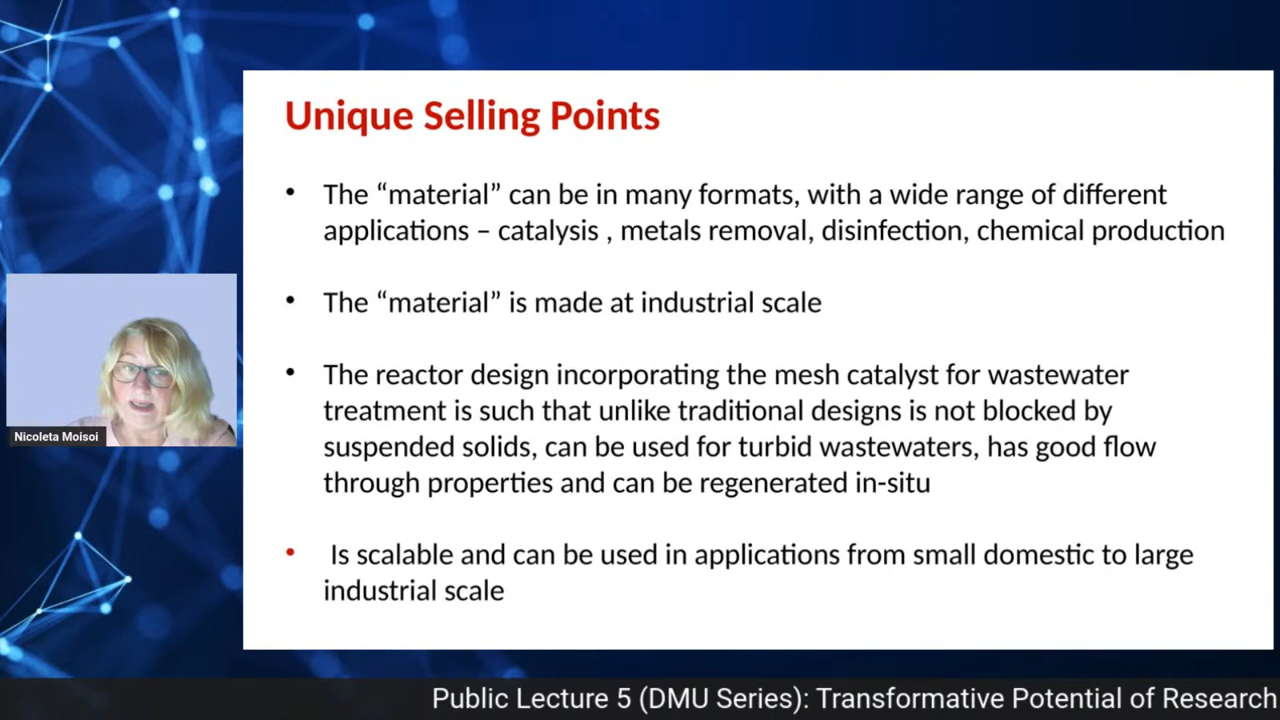 Unique Selling Points
• The “material” can be in many formats, with a wide range of different
applications – catalysis , metals removal, disinfection, chemical production
• The “material” is made at industrial scale
• The reactor design incorporating the mesh catalyst for wastewater
treatment is such that unlike traditional designs is not blocked by
suspended solids, can be used for turbid wastewaters, has good flow
through properties and can be regenerated in-situ
• Is scalable and can be used in applications from small domestic to large
industrial scale
Nicoleta Moisoi
Public Lecture 5 (DMU Series): Transformative Potential of Research